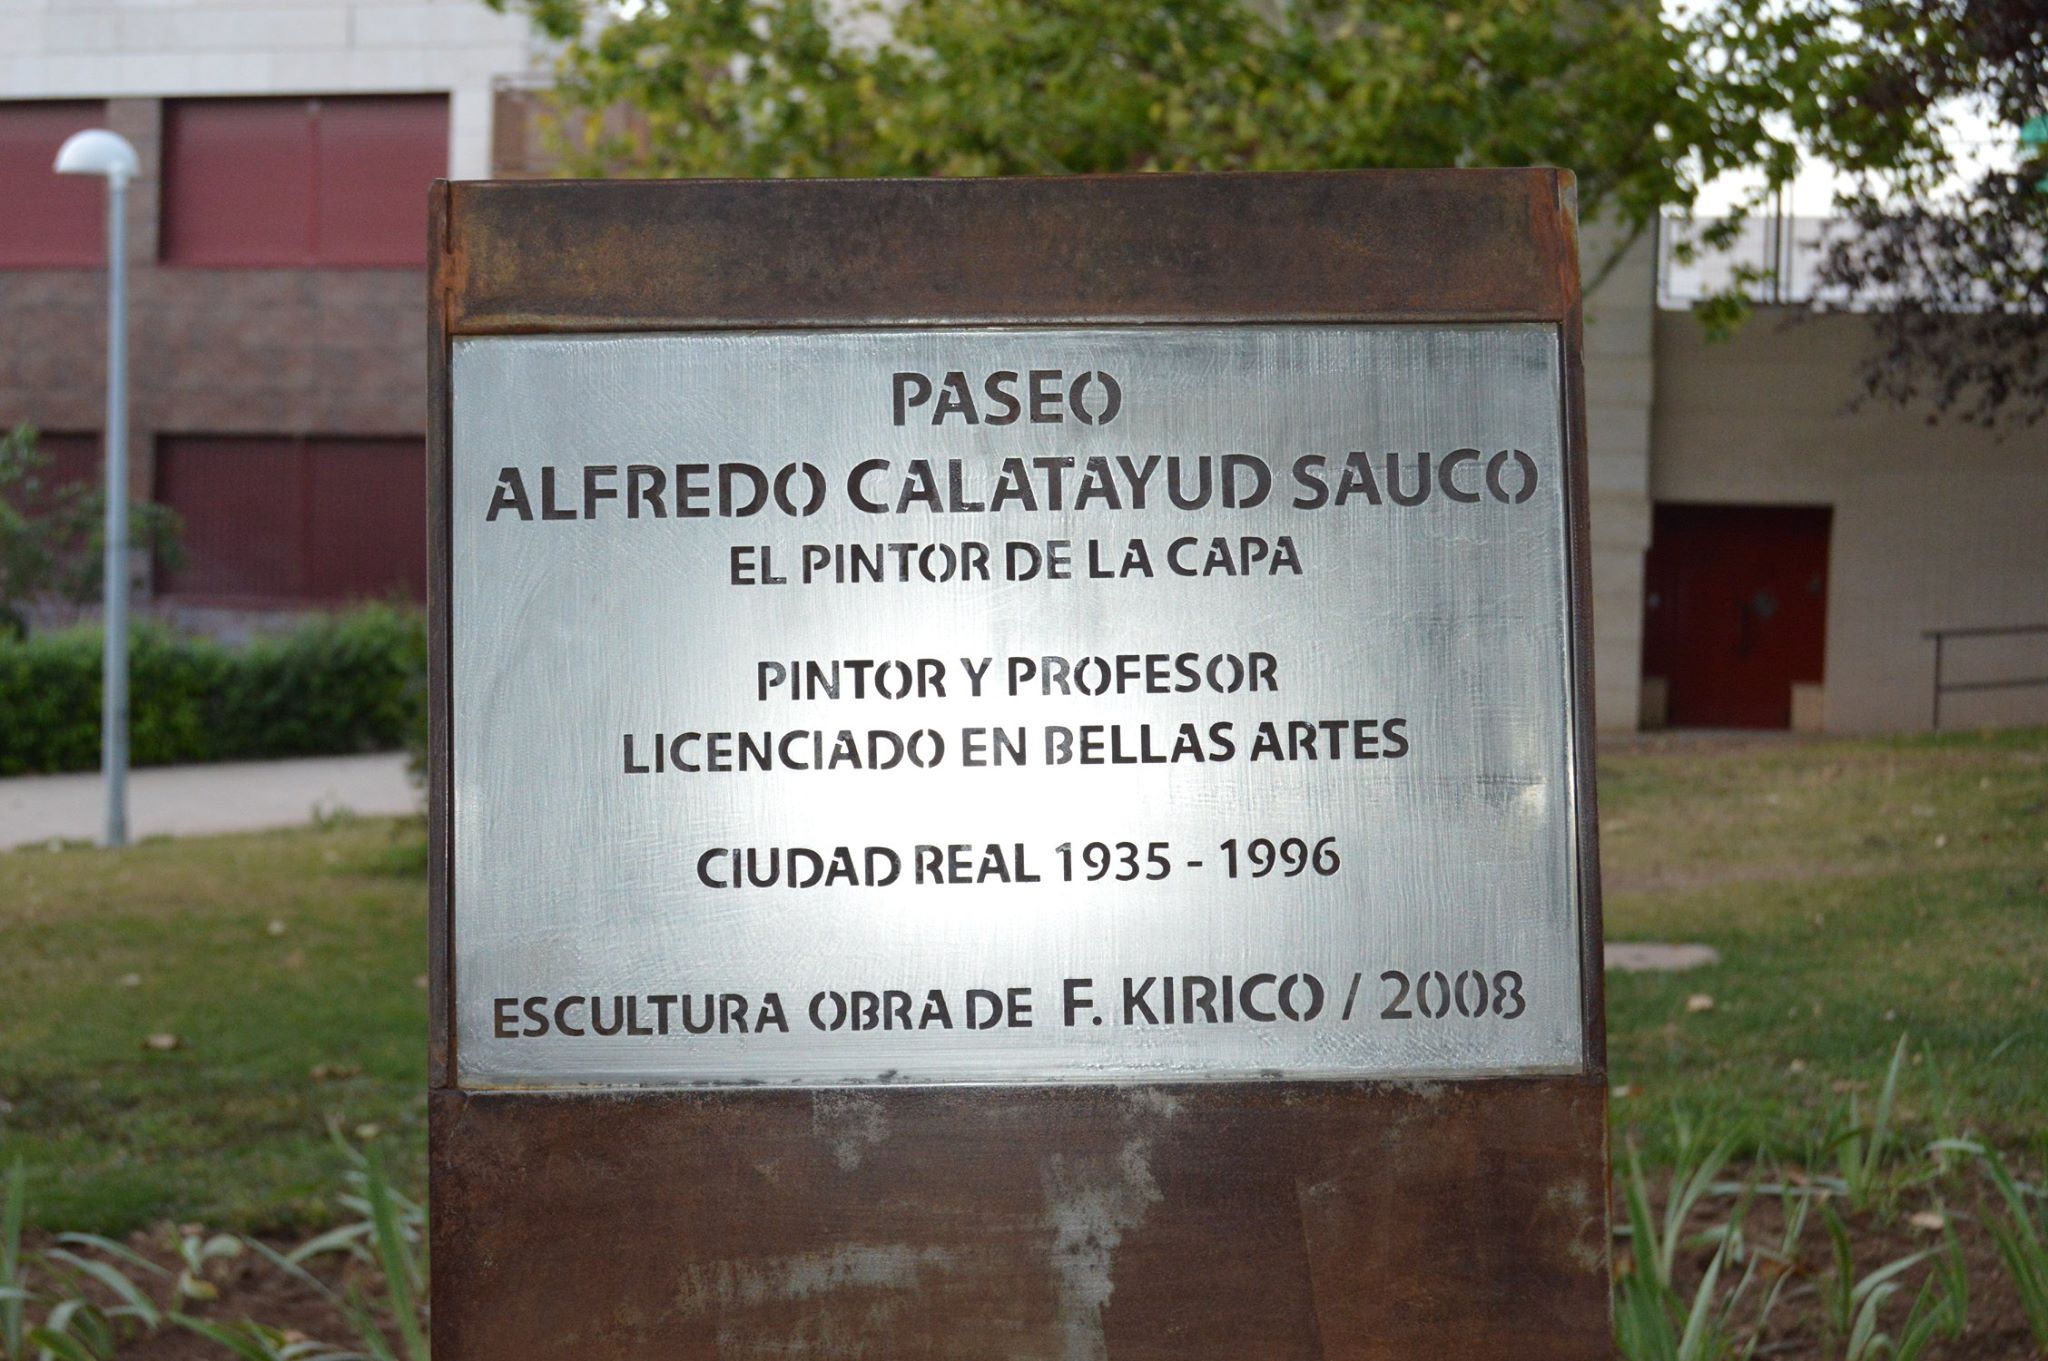 PASEO
ALFREDO CALATAYUD SAUCO
EL PINTOR DE LA CAPA
PINTOR Y PROFESOR
LICENCIADO EN BELLAS ARTES
CIUDAD REAL 1935 - 1996
ESCULTURA OBRA DE F. KIRICO / 2008